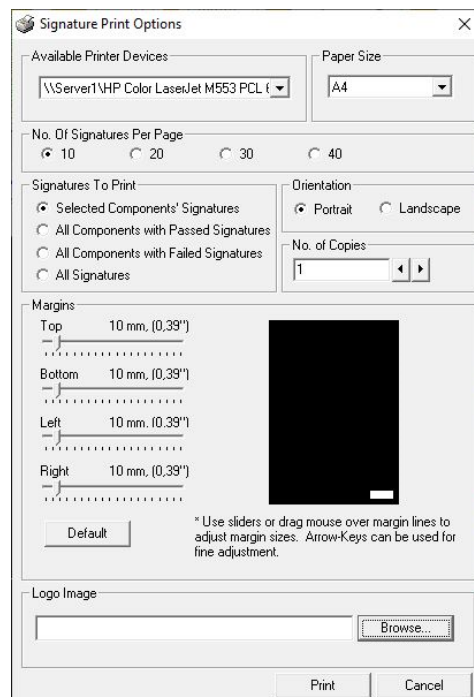 Signature Print Options
Available Printer Devices
Paper Size
\\Server1\HP Color LaserJet M553 PCL
A4
No. Of Signatures Per Page
10 20 30 40
Signatures To Print
Orientation
Selected Components' Signatures
Portrait Landscape
All Components with Passed Signatures
All Components with Failed Signatures
No. of Copies
All Signatures
1
Margins
Top 10 mm, (0,39")
Bottom 10 mm, (0,39")
Left 10 mm. (0.39")
Right 10 mm, (0,39")
Default
* Use sliders or drag mouse over margin lines to
adjust margin sizes. Arrow-Keys can be used for
fine adjustment.
Logo Image
Browse...
Print Cancel